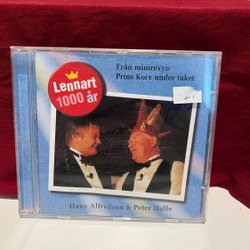 Från minirevyn
Prins Korv under taket
Lennart
1000 år
Hans Alfredson & Peter Dalle